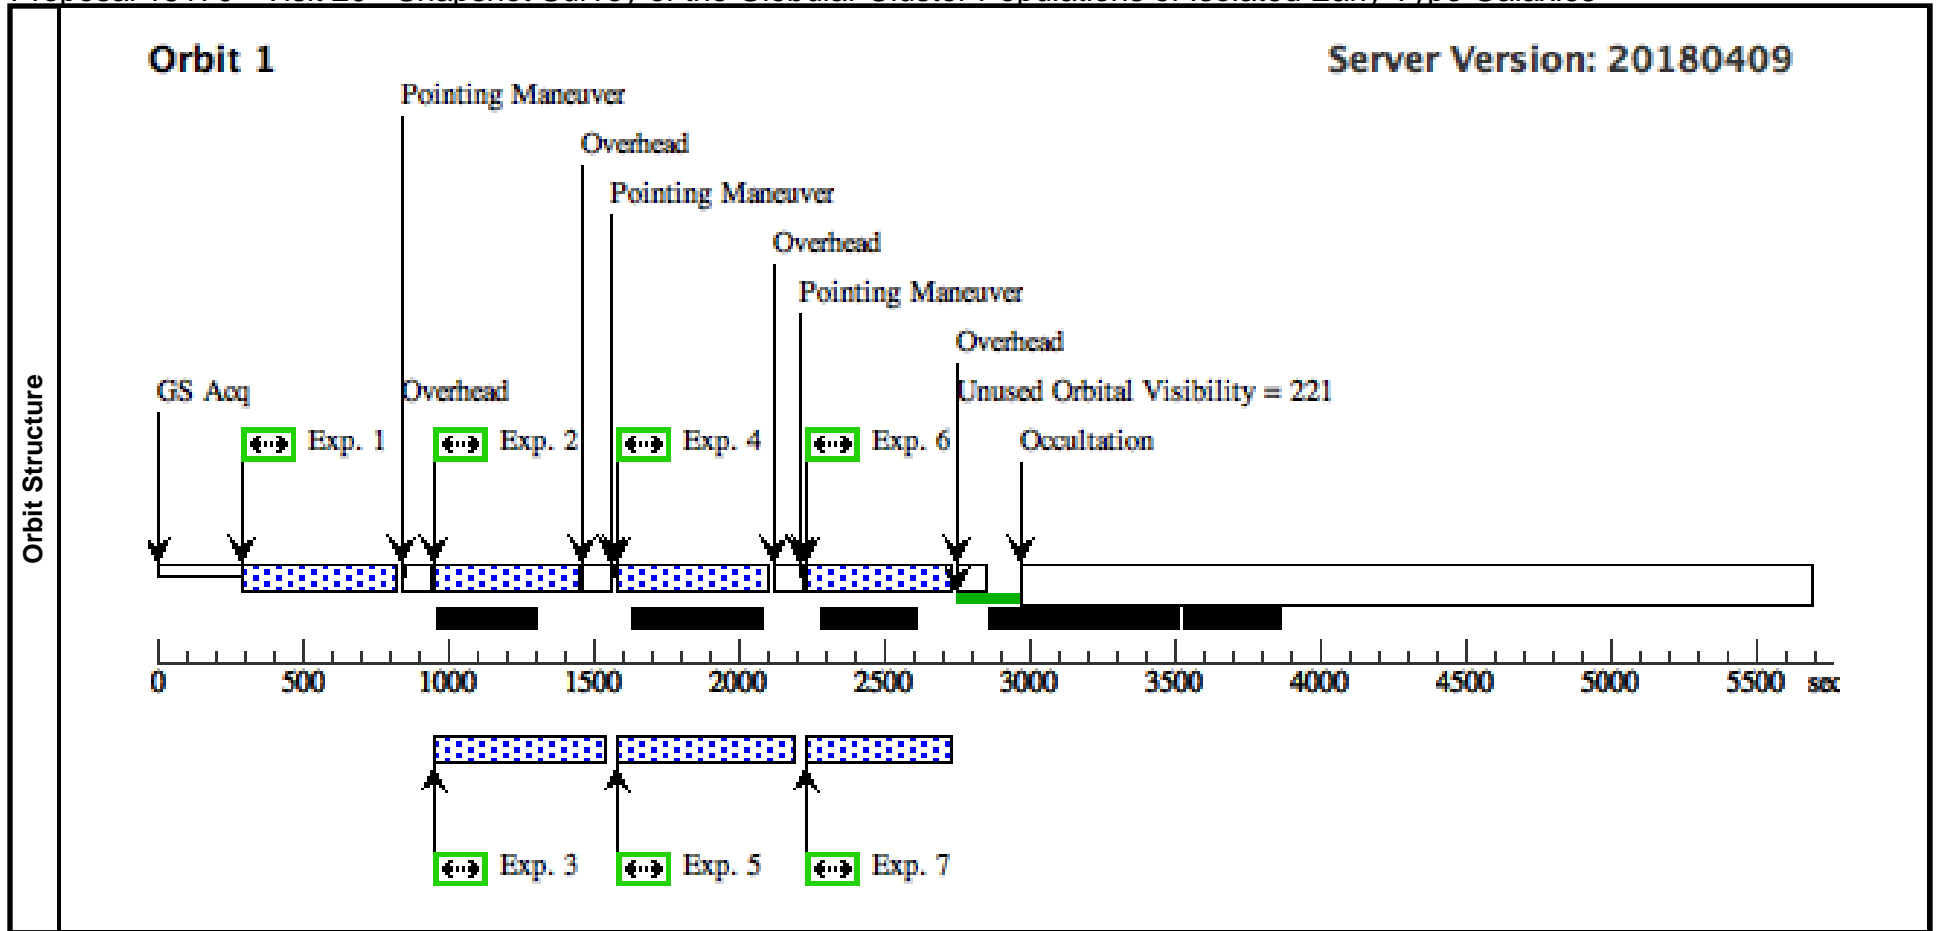 Orbit 1
Server Version: 20180409
Pointing Maneuver
Overhead
Pointing Maneuver
Overhead
Pointing Maneuver
Overhead
GS Acq
Overhead
Unused Orbital Visibility = 221
Exp. 1
Exp. 2
Exp. 4
Exp. 6
Occultation
Orbit Structure
0 500 1000 1500 2000 2500 3000 3500 4000 4500 5000 5500 sec
Exp. 3
Exp. 5
Exp. 7